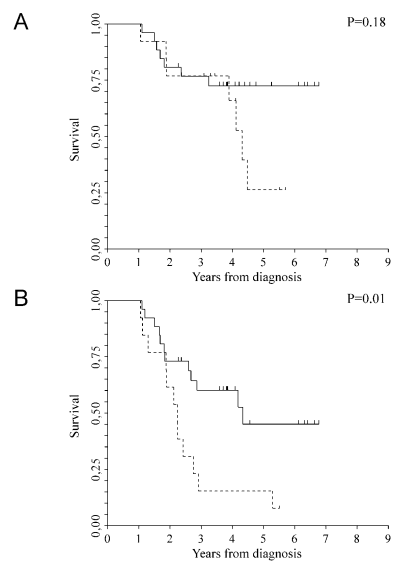 A
P=0.18
1,00
0,75
0,50
0,25
0,00
Survival
0 1 2 3 4 5 6 7 8 9
Years from diagnosis
B
P=0.01
1,00
0,75
0,50
0,25
0,00
Survival
0 1 2 3 4 5 6 7 8 9
Years from diagnosis